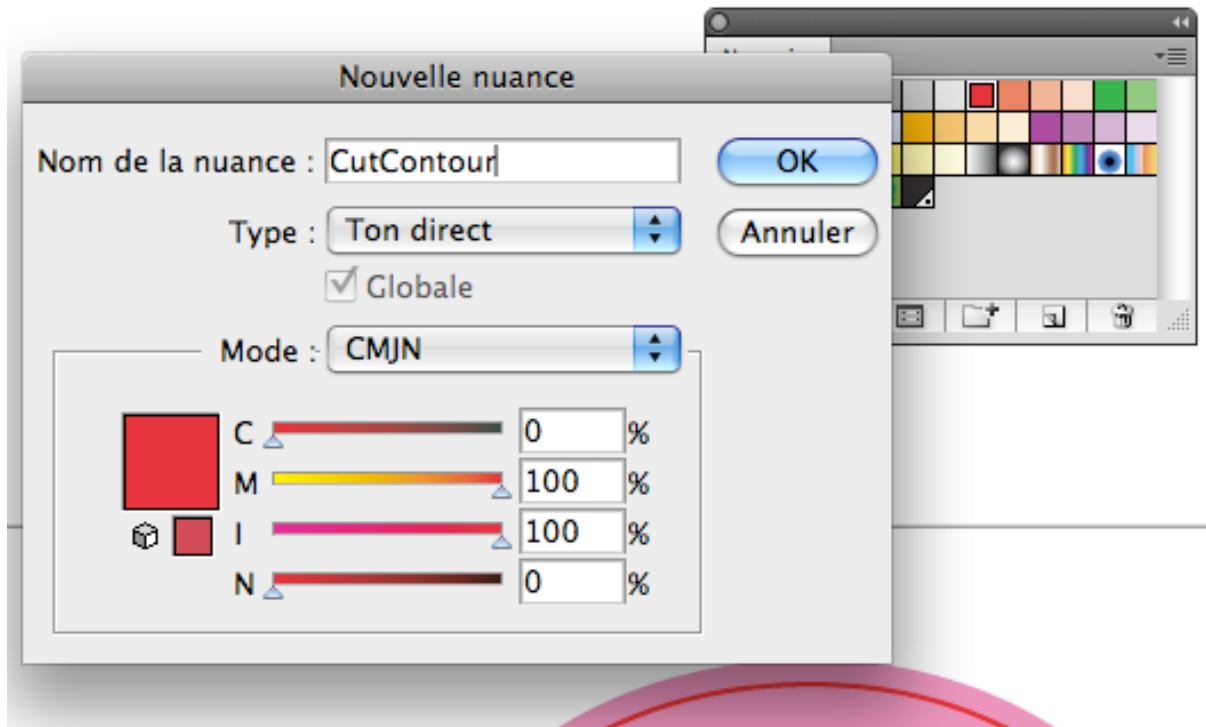 Nouvelle nuance
Nom de la nuance : CutContour
OK
Type : Ton direct
Annuler
Globale
Mode : CMJN
C 0 %
M 100 %
I 100 %
N 0 %